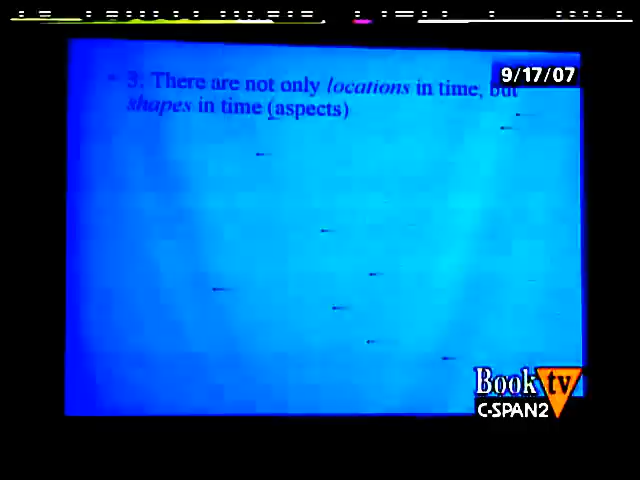 • 3. There are not only locations in time, but
shapes in time (aspects)
9/17/07
Book tv
C-SPAN2